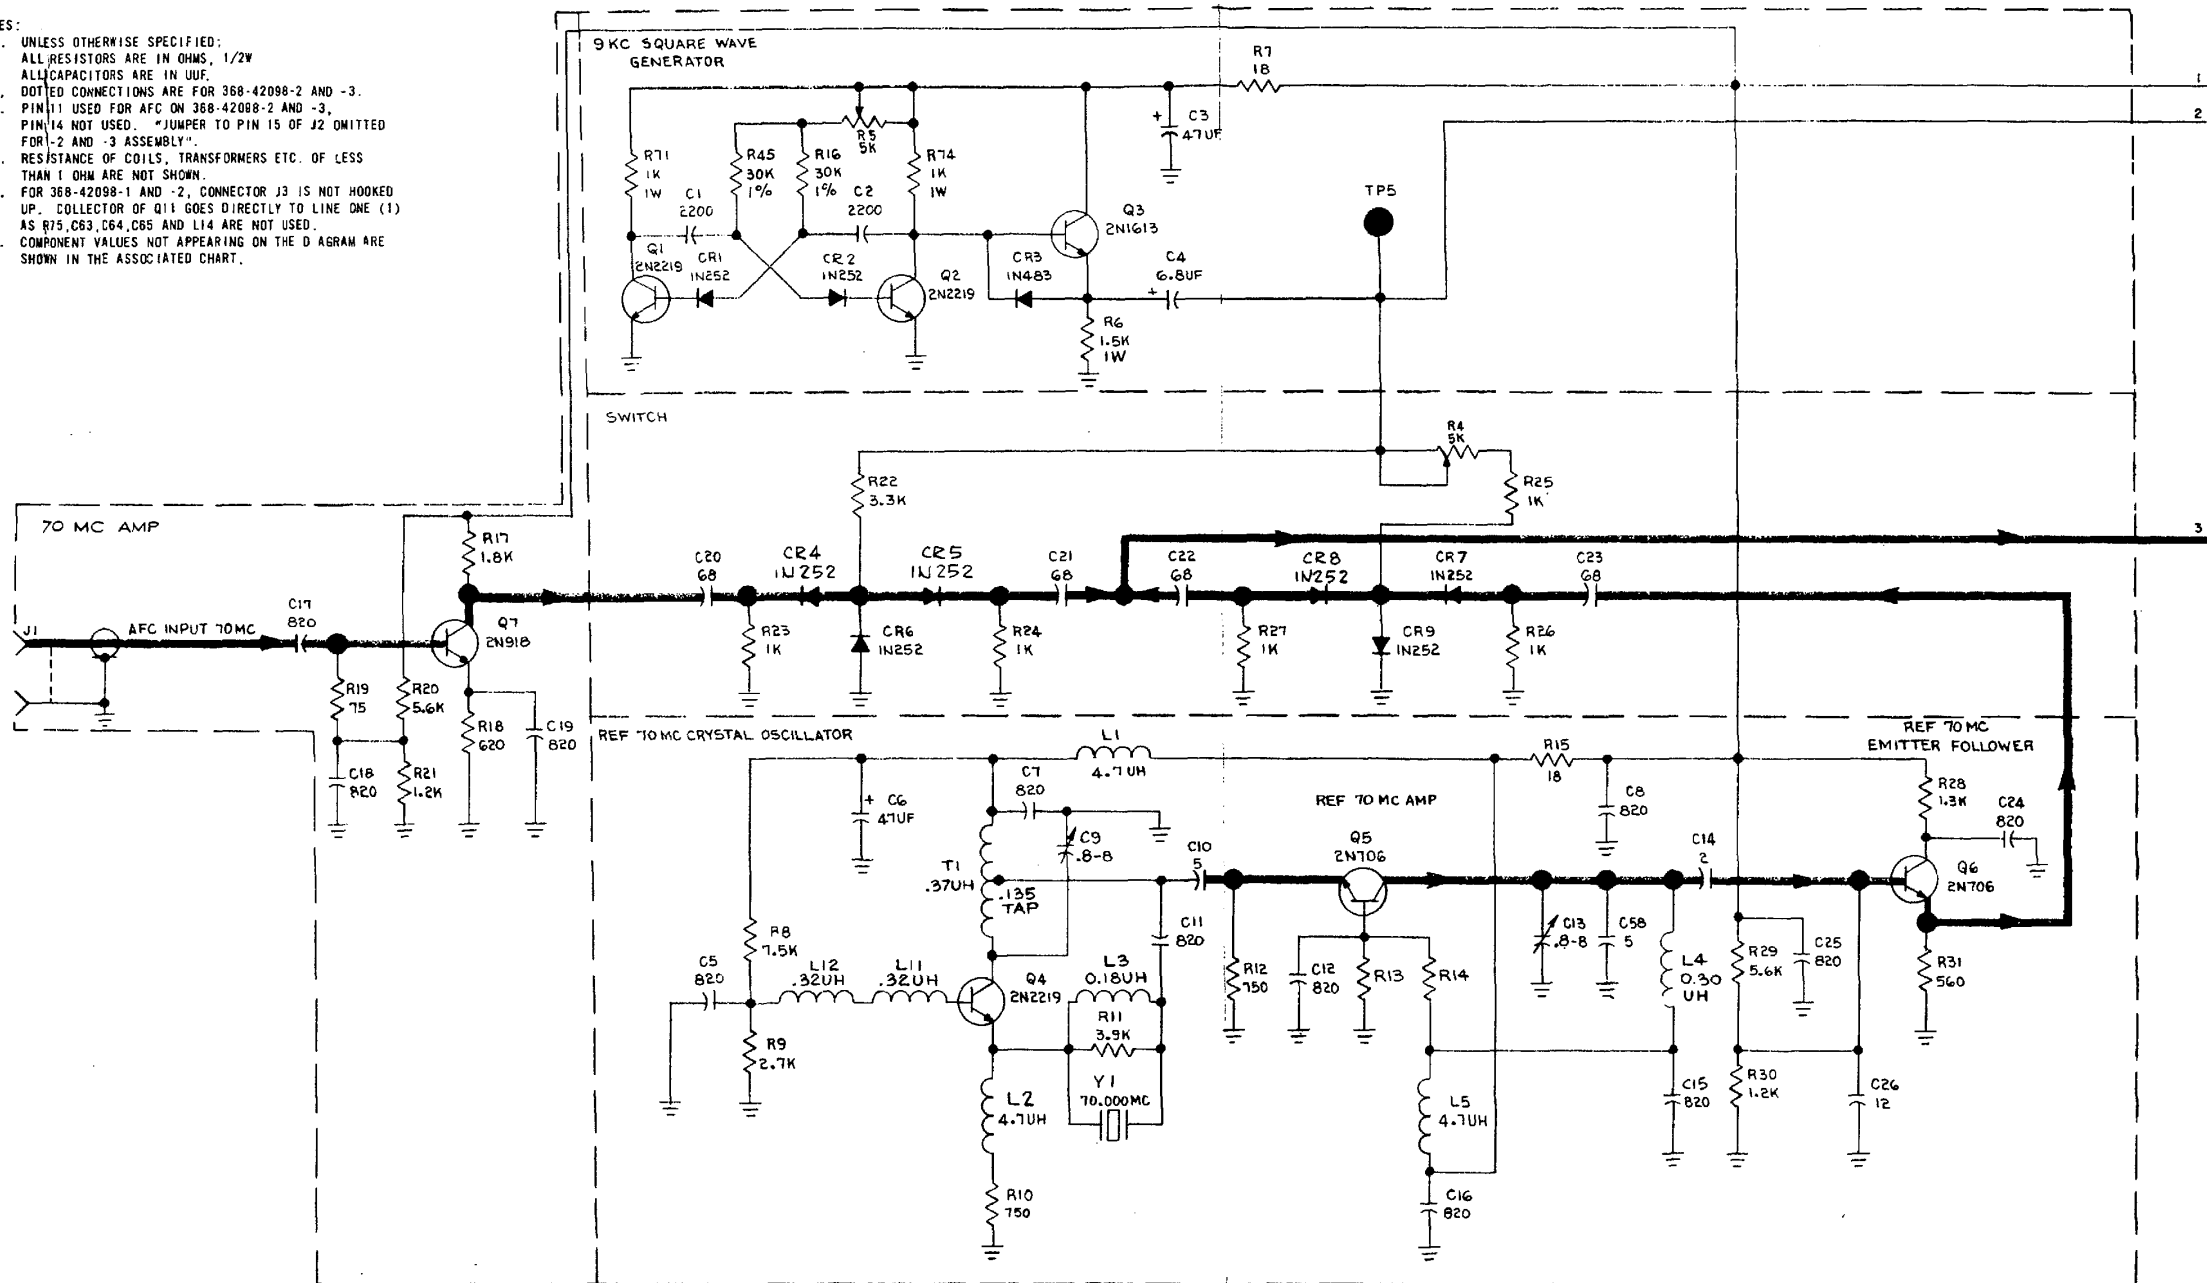 ES:
. UNLESS OTHERWISE SPECIFIED:
ALL RESISTORS ARE IN OHMS, 1/2W
ALL CAPACITORS ARE IN UUF.
. DOTTED CONNECTIONS ARE FOR 368-42098-2 AND -3.
. PIN 11 USED FOR AFC ON 368-42088-2 AND -3,
PIN 14 NOT USED. "JUMPER TO PIN 15 OF J2 OMITTED
FOR -2 AND -3 ASSEMBLY".
. RESISTANCE OF COILS, TRANSFORMERS ETC. OF LESS
THAN 1 OHM ARE NOT SHOWN.
. FOR 368-42098-1 AND -2, CONNECTOR J3 IS NOT HOOKED
UP. COLLECTOR OF Q11 GOES DIRECTLY TO LINE ONE (1)
AS R75,C63,C64,C65 AND L14 ARE NOT USED.
. COMPONENT VALUES NOT APPEARING ON THE D AGRAM ARE
SHOWN IN THE ASSOCIATED CHART.
9 KC SQUARE WAVE
GENERATOR
R7
18
1
2
+ C3
47UF
R5
5K
R71
1K
1W
R45
30K
1%
R16
30K
1%
R74
1K
1W
C1
2200
C2
2200
Q3
2N1613
TP5
Q1
2N2219
CR1
1N252
CR2
1N252
Q2
2N2219
CR3
1N483
C4
6.8UF
+
R6
1.5K
1W
SWITCH
R4
5K
R22
3.3K
R25
1K
70 MC AMP
R17
1.8K
3
C20
68
CR4
1N252
CR5
1N252
C21
68
C22
68
CR8
1N252
CR7
1N252
C23
68
J1
AFC INPUT 70MC
C17
820
Q7
2N918
R23
1K
CR6
1N252
R24
1K
R27
1K
CR9
1N252
R26
1K
R19
75
R20
5.6K
R18
620
C19
820
C18
820
R21
1.2K
REF 70 MC CRYSTAL OSCILLATOR
L1
4.7 UH
R15
18
REF 70 MC
EMITTER FOLLOWER
+ C6
47UF
C7
820
C9
.8-8
REF 70 MC AMP
C8
820
R28
1.3K
C24
820
T1
.37UH
.135
TAP
C10
5
Q5
2N706
C14
2
Q6
2N706
R8
7.5K
C11
820
C13
.8-8
C58
5
C5
820
L12
.32UH
L11
.32UH
Q4
2N2219
L3
0.18UH
R12
750
C12
820
R13
R14
L4
0.30
UH
R29
5.6K
C25
820
R31
560
R11
3.9K
R9
2.7K
Y1
70.000MC
L2
4.7UH
L5
4.7UH
C15
820
R30
1.2K
C26
12
R10
750
C16
820